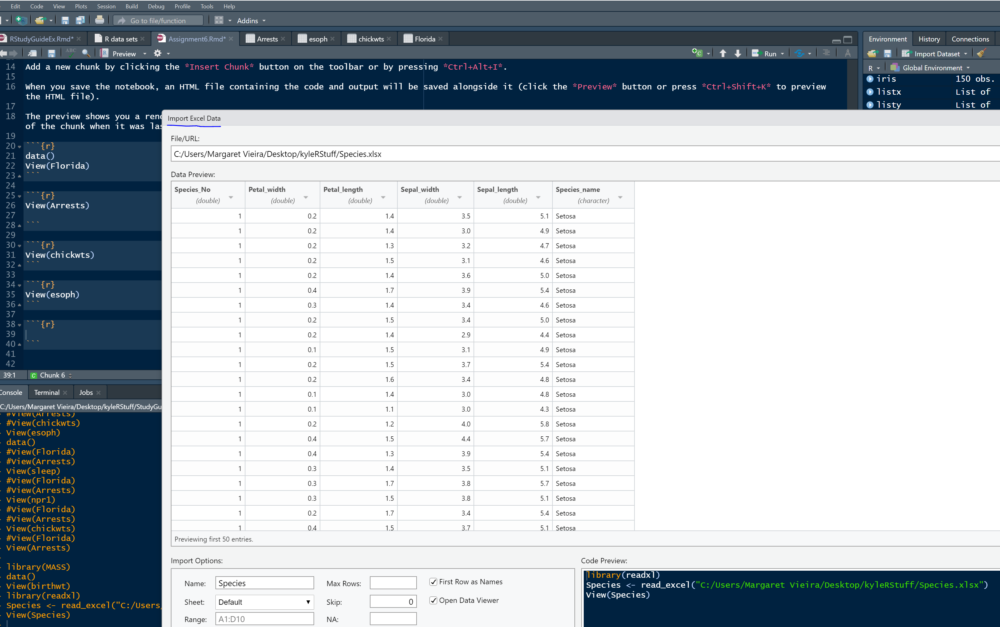 Edit Code View Plots Session Build Debug Profile Tools Help
Go to file/function Addins
RStudyGuideEx.Rmd* R data sets Assignment6.Rmd* Arrests esoph chickwts Florida
Environment History Connections
ABC Preview Run Import Dataset
R Global Environment
14 Add a new chunk by clicking the *Insert Chunk* button on the toolbar or by pressing *Ctrl+Alt+I*.
15
16 When you save the notebook, an HTML file containing the code and output will be saved alongside it (click the *Preview* button or press *Ctrl+Shift+K* to preview
the HTML file).
17
18 The preview shows you a rend
of the chunk when it was las
19
20 ```{r}
21 data()
22 View(Florida)
23 ```
24
25 ```{r}
26 View(Arrests)
27
28 ```
29
30 ```{r}
31 View(chickwts)
32 ```
33
34 ```{r}
35 View(esoph)
36 ```
37
38 ```{r}
39
40 ```
41
42
39:1 C Chunk 6
iris 150 obs.
listx List of
listy List of
Console Terminal Jobs
C:/Users/Margaret Vieira/Desktop/kyleRStuff/StudyGu
#View(Arrests)
#View(chickwts)
View(esoph)
data()
#View(Florida)
#View(Arrests)
View(sleep)
#View(Florida)
#View(Arrests)
View(npr1)
#View(Florida)
#View(Arrests)
View(chickwts)
#View(Florida)
View(Arrests)
library(MASS)
data()
View(birthwt)
library(readxl)
Species <- read_excel("C:/Users/
View(Species)
Import Excel Data
File/URL:
C:/Users/Margaret Vieira/Desktop/kyleRStuff/Species.xlsx
Data Preview:
Species_No Petal_width Petal_length Sepal_width Sepal_length Species_name
(double) (double) (double) (double) (double) (character)
1 0.2 1.4 3.5 5.1 Setosa
1 0.2 1.4 3.0 4.9 Setosa
1 0.2 1.3 3.2 4.7 Setosa
1 0.2 1.5 3.1 4.6 Setosa
1 0.2 1.4 3.6 5.0 Setosa
1 0.4 1.7 3.9 5.4 Setosa
1 0.3 1.4 3.4 4.6 Setosa
1 0.2 1.5 3.4 5.0 Setosa
1 0.2 1.4 2.9 4.4 Setosa
1 0.1 1.5 3.1 4.9 Setosa
1 0.2 1.5 3.7 5.4 Setosa
1 0.2 1.6 3.4 4.8 Setosa
1 0.1 1.4 3.0 4.8 Setosa
1 0.1 1.1 3.0 4.3 Setosa
1 0.2 1.2 4.0 5.8 Setosa
1 0.4 1.5 4.4 5.7 Setosa
1 0.4 1.3 3.9 5.4 Setosa
1 0.3 1.4 3.5 5.1 Setosa
1 0.3 1.7 3.8 5.7 Setosa
1 0.3 1.5 3.8 5.1 Setosa
1 0.2 1.7 3.4 5.4 Setosa
1 0.4 1.5 3.7 5.1 Setosa
Previewing first 50 entries.
Import Options:
Name: Species Max Rows: First Row as Names
Sheet: Default Skip: 0 Open Data Viewer
Range: A1:D10 NA:
Code Preview:
library(readxl)
Species <- read_excel("C:/Users/Margaret Vieira/Desktop/kyleRStuff/Species.xlsx")
View(Species)